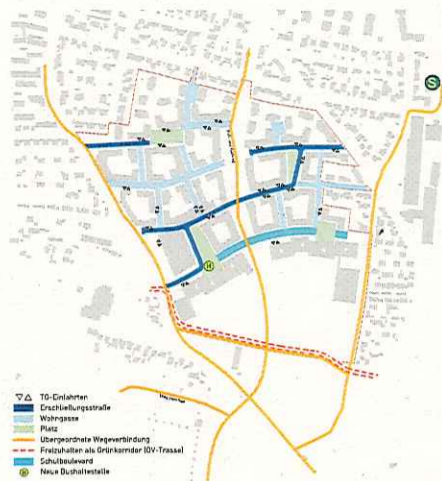 S
H
TG-Einfahrten
Erschließungsstraße
Wohngasse
Platz
Übergeordnete Wegeverbindung
Freizuhalten als Grünkorridor (ÖV-Trasse)
Schulboulevard
H Neue Bushaltestelle